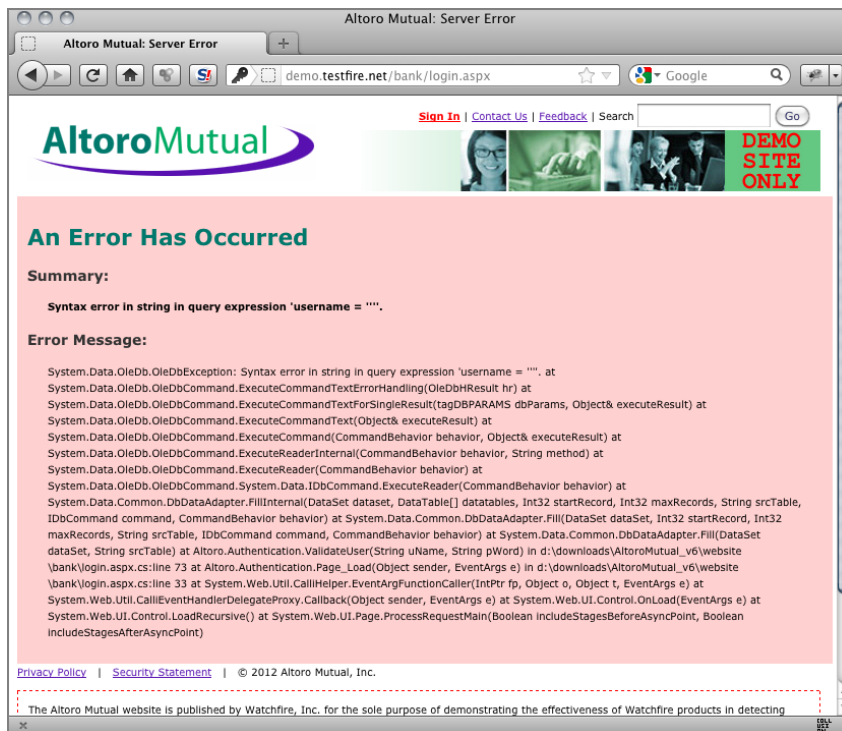 Altoro Mutual: Server Error
Altoro Mutual: Server Error
demo.testfire.net/bank/login.aspx
Google
Sign In | Contact Us | Feedback | Search
Go
AltoroMutual
DEMO
SITE
ONLY
An Error Has Occurred
Summary:
Syntax error in string in query expression 'username = '''.
Error Message:
System.Data.OleDb.OleDbException: Syntax error in string in query expression 'username = '''. at
System.Data.OleDb.OleDbCommand.ExecuteCommandTextErrorHandling(OleDbHResult hr) at
System.Data.OleDb.OleDbCommand.ExecuteCommandTextForSingleResult(tagDBPARAMS dbParams, Object& executeResult) at
System.Data.OleDb.OleDbCommand.ExecuteCommandText(Object& executeResult) at
System.Data.OleDb.OleDbCommand.ExecuteCommand(CommandBehavior behavior, Object& executeResult) at
System.Data.OleDb.OleDbCommand.ExecuteReaderInternal(CommandBehavior behavior, String method) at
System.Data.OleDb.OleDbCommand.ExecuteReader(CommandBehavior behavior) at
System.Data.OleDb.OleDbCommand.System.Data.IDbCommand.ExecuteReader(CommandBehavior behavior) at
System.Data.Common.DbDataAdapter.FillInternal(DataSet dataset, DataTable[] datatables, Int32 startRecord, Int32 maxRecords, String srcTable,
IDbCommand command, CommandBehavior behavior) at System.Data.Common.DbDataAdapter.Fill(DataSet dataSet, Int32 startRecord, Int32
maxRecords, String srcTable, IDbCommand command, CommandBehavior behavior) at System.Data.Common.DbDataAdapter.Fill(DataSet
dataSet, String srcTable) at Altoro.Authentication.ValidateUser(String uName, String pWord) in d:\downloads\AltoroMutual_v6\website
\bank\login.aspx.cs:line 73 at Altoro.Authentication.Page_Load(Object sender, EventArgs e) in d:\downloads\AltoroMutual_v6\website
\bank\login.aspx.cs:line 33 at System.Web.Util.CalliHelper.EventArgFunctionCaller(IntPtr fp, Object o, Object t, EventArgs e) at
System.Web.Util.CalliEventHandlerDelegateProxy.Callback(Object sender, EventArgs e) at System.Web.UI.Control.OnLoad(EventArgs e) at
System.Web.UI.Control.LoadRecursive() at System.Web.UI.Page.ProcessRequestMain(Boolean includeStagesBeforeAsyncPoint, Boolean
includeStagesAfterAsyncPoint)
Privacy Policy | Security Statement | © 2012 Altoro Mutual, Inc.
The Altoro Mutual website is published by Watchfire, Inc. for the sole purpose of demonstrating the effectiveness of Watchfire products in detecting